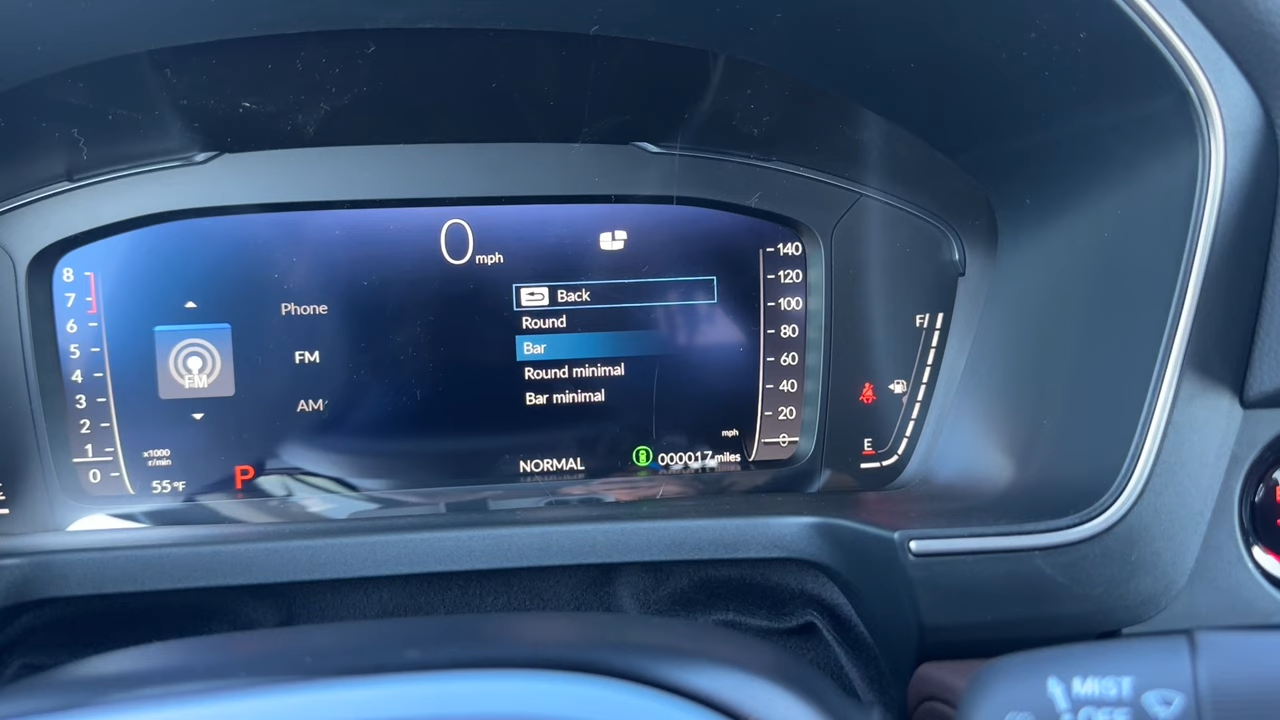 0 mph
8
7
6
5
4
3
2
1
0
x1000
r/min
55°F
P
FM
Phone
FM
AM
Back
Round
Bar
Round minimal
Bar minimal
NORMAL
000017 miles
140
120
100
80
60
40
20
0
mph
F
E
MIST
OFF